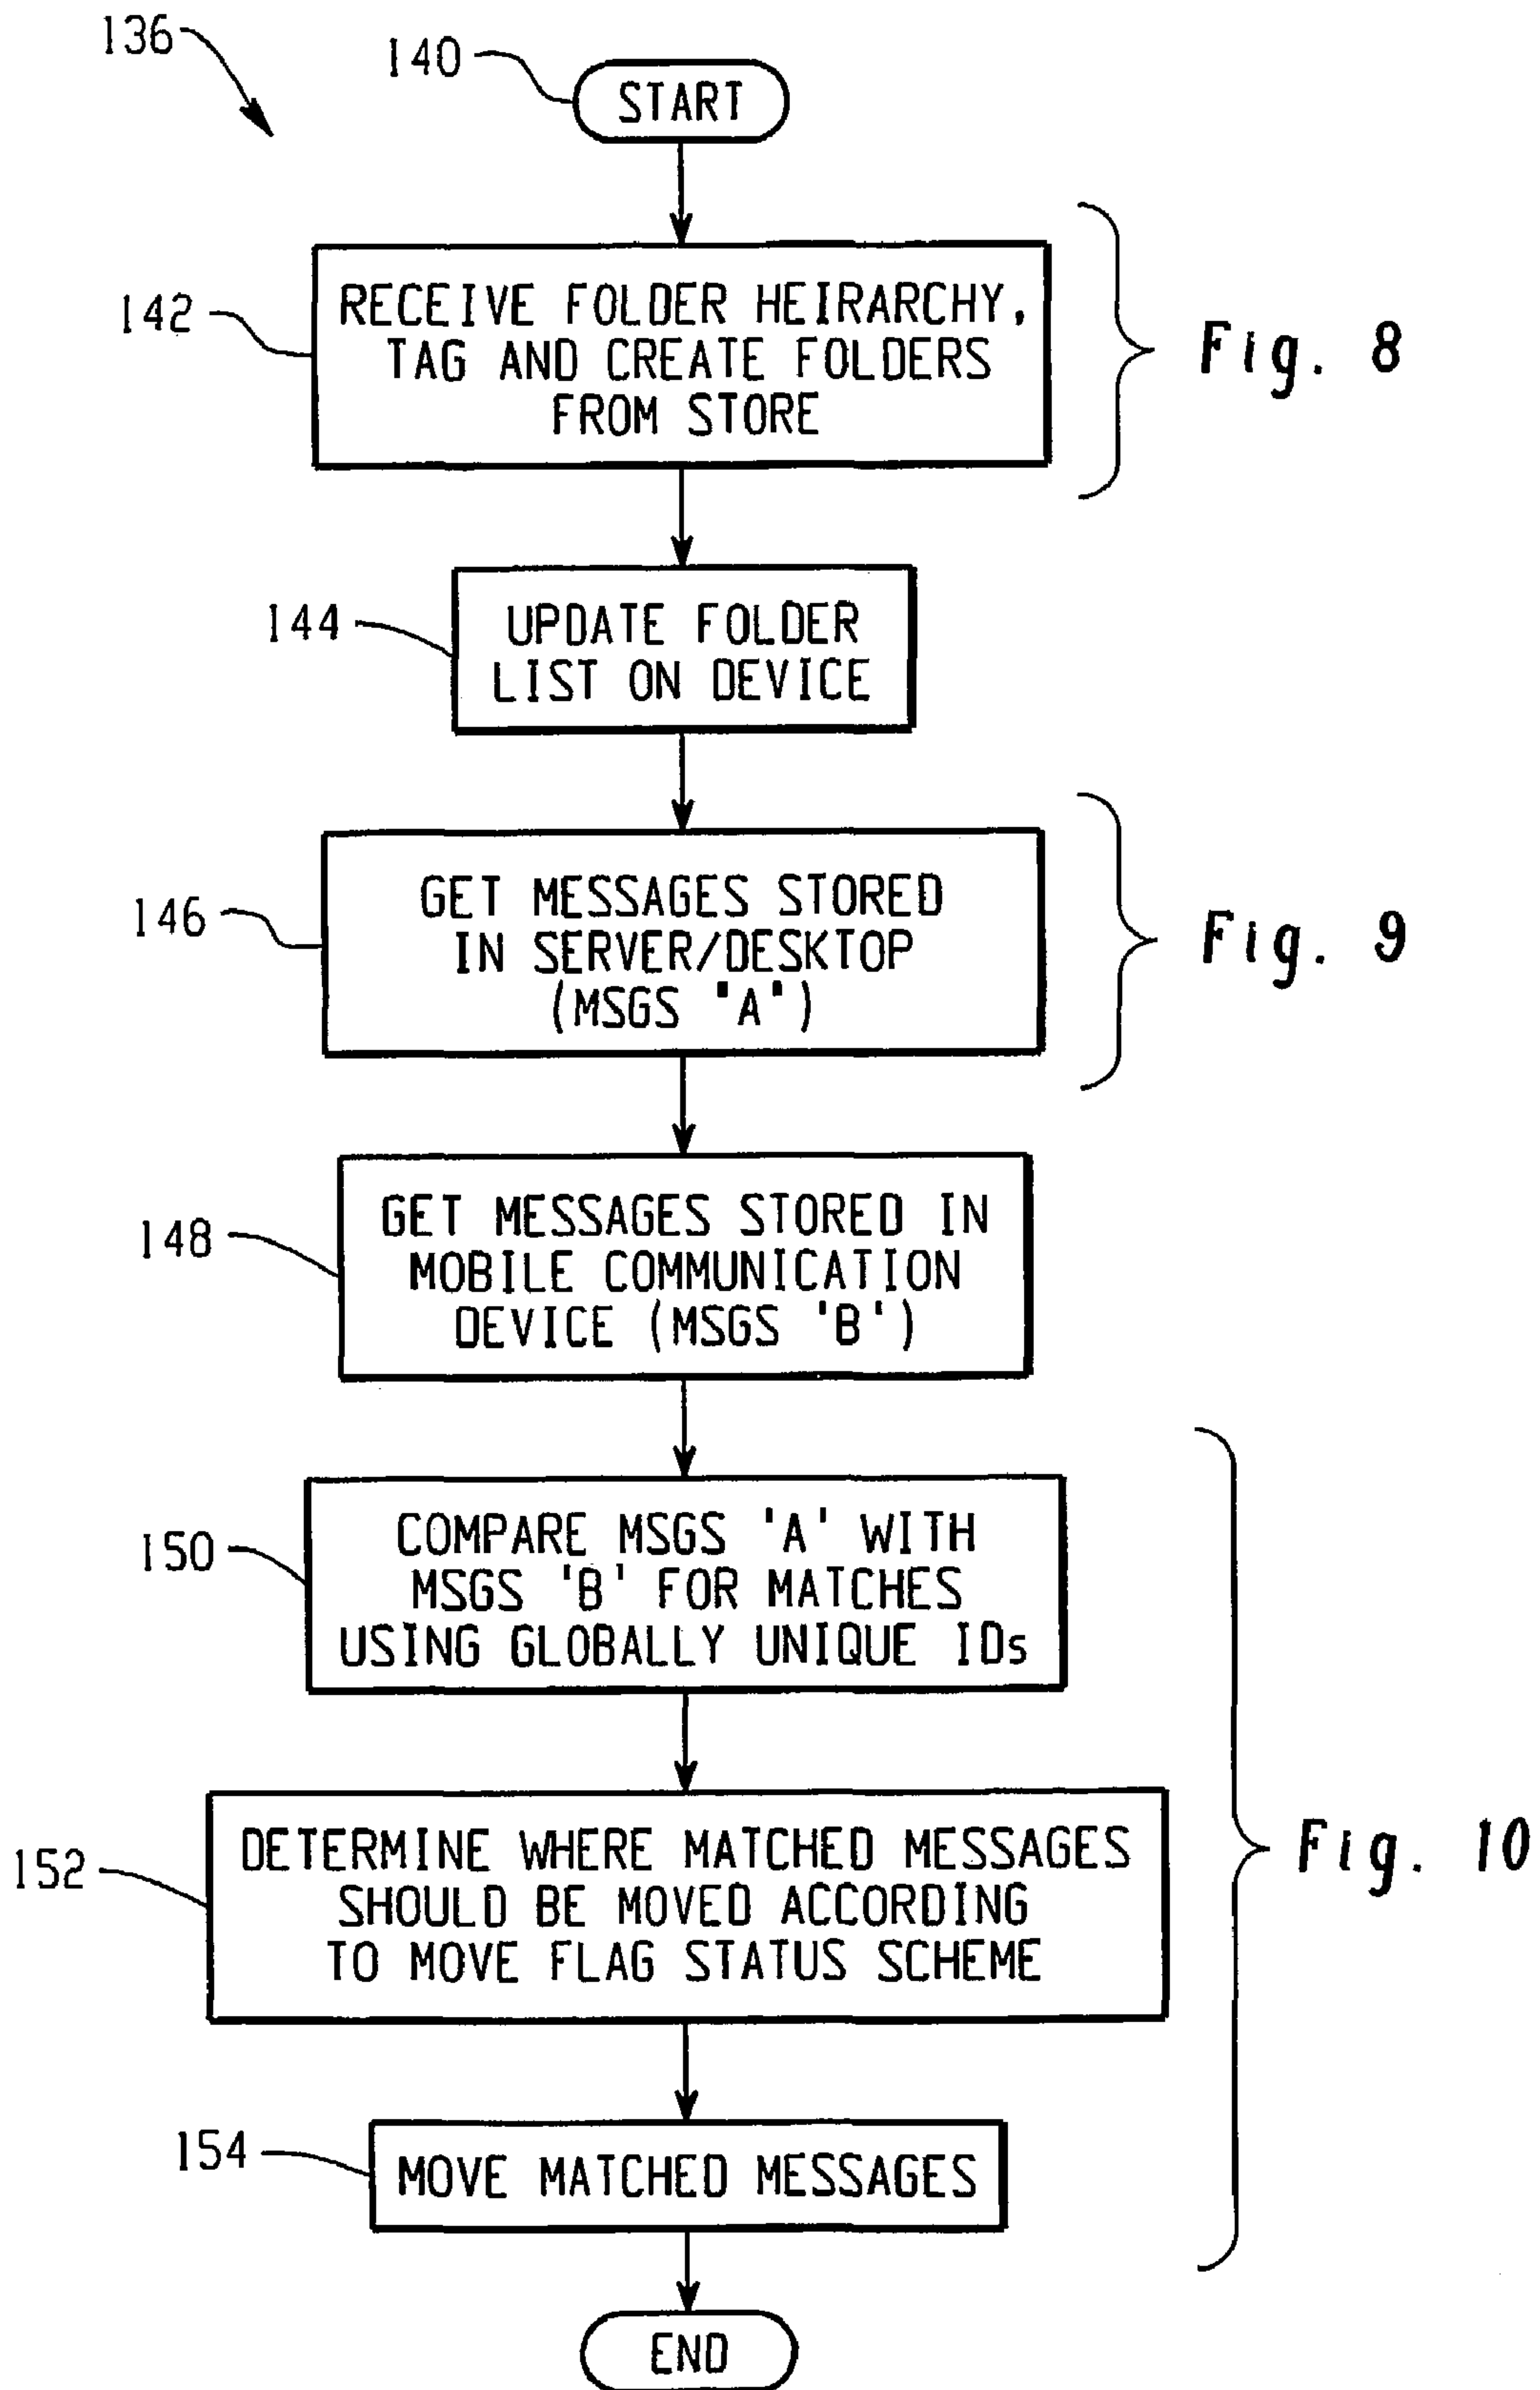 136
140
START
142
RECEIVE FOLDER HEIRARCHY,
TAG AND CREATE FOLDERS
FROM STORE
Fig. 8
144
UPDATE FOLDER
LIST ON DEVICE
146
GET MESSAGES STORED
IN SERVER/DESKTOP
(MSGS "A")
Fig. 9
148
GET MESSAGES STORED IN
MOBILE COMMUNICATION
DEVICE (MSGS 'B')
150
COMPARE MSGS 'A' WITH
MSGS 'B' FOR MATCHES
USING GLOBALLY UNIQUE IDs
152
DETERMINE WHERE MATCHED MESSAGES
SHOULD BE MOVED ACCORDING
TO MOVE FLAG STATUS SCHEME
Fig. 10
154
MOVE MATCHED MESSAGES
END